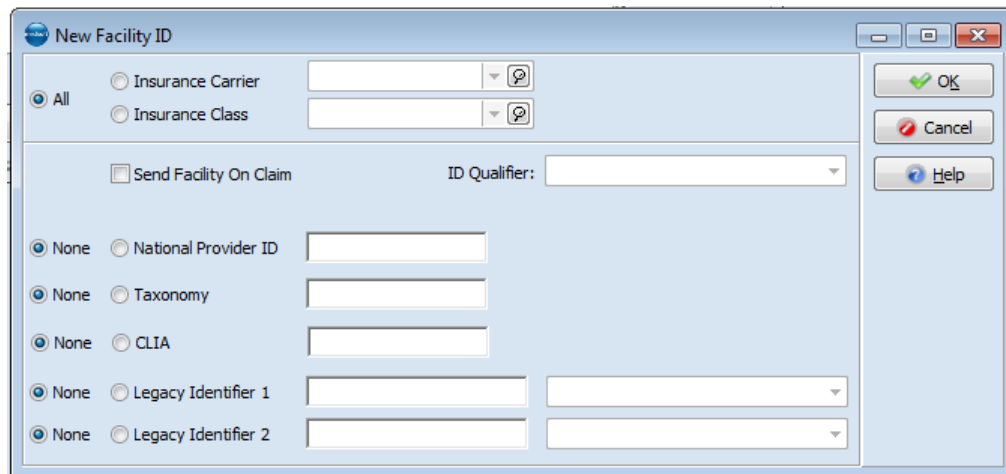 New Facility ID
All
Insurance Carrier
Insurance Class
OK
Cancel
Help
Send Facility On Claim
ID Qualifier:
None National Provider ID
None Taxonomy
None CLIA
None Legacy Identifier 1
None Legacy Identifier 2